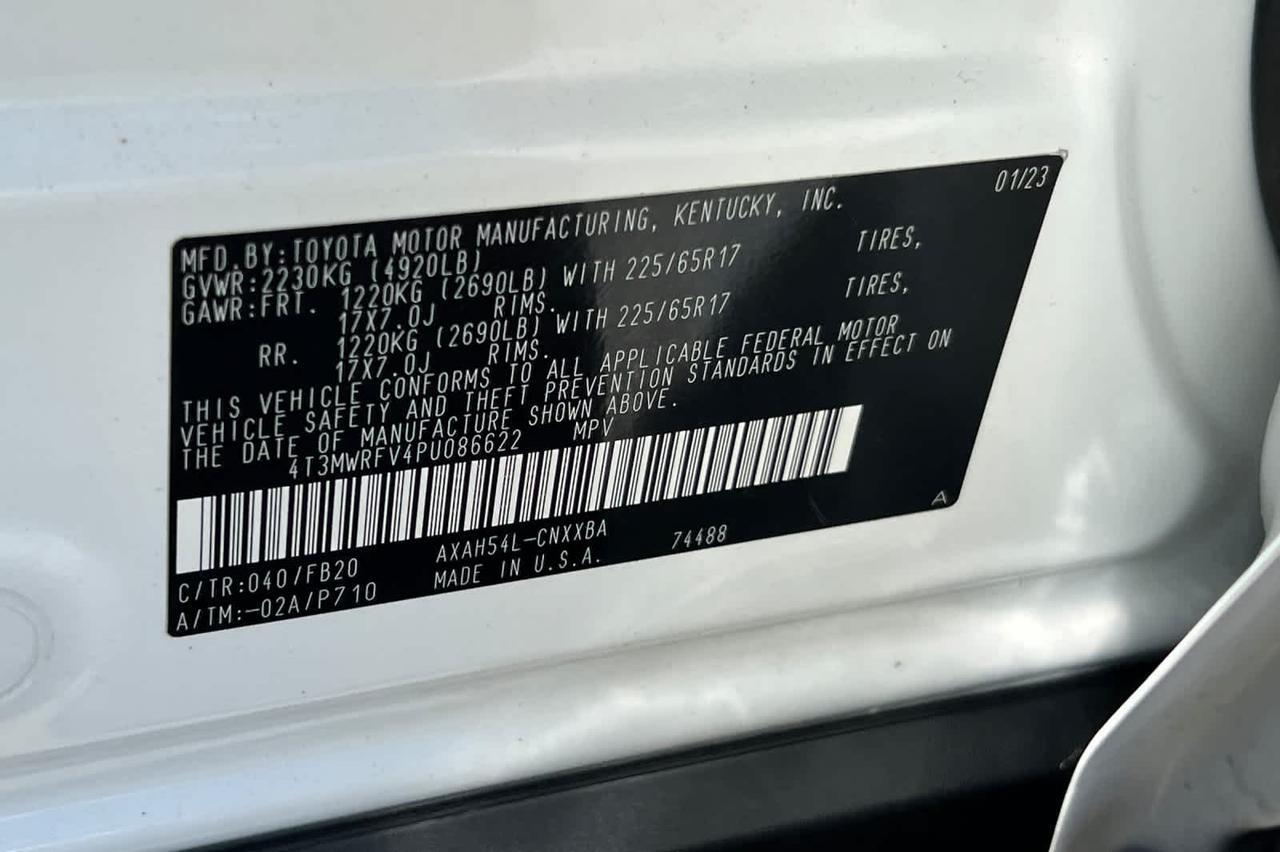 01/23
MFD.BY:TOYOTA MOTOR MANUFACTURING, KENTUCKY, INC.
GVWR:2230KG (4920LB)
GAWR:FRT. 1220KG (2690LB) WITH 225/65R17 TIRES,
17X7.0J RIMS.
RR. 1220KG (2690LB) WITH 225/65R17 TIRES,
17X7.0J RIMS.
THIS VEHICLE CONFORMS TO ALL APPLICABLE FEDERAL MOTOR
VEHICLE SAFETY AND THEFT PREVENTION STANDARDS IN EFFECT ON
THE DATE OF MANUFACTURE SHOWN ABOVE.
4T3MWRFV4PU086622 MPV
C/TR:040/FB20 AXAH54L-CNXXBA 74488
A/TM:-02A/P710 MADE IN U.S.A.
A